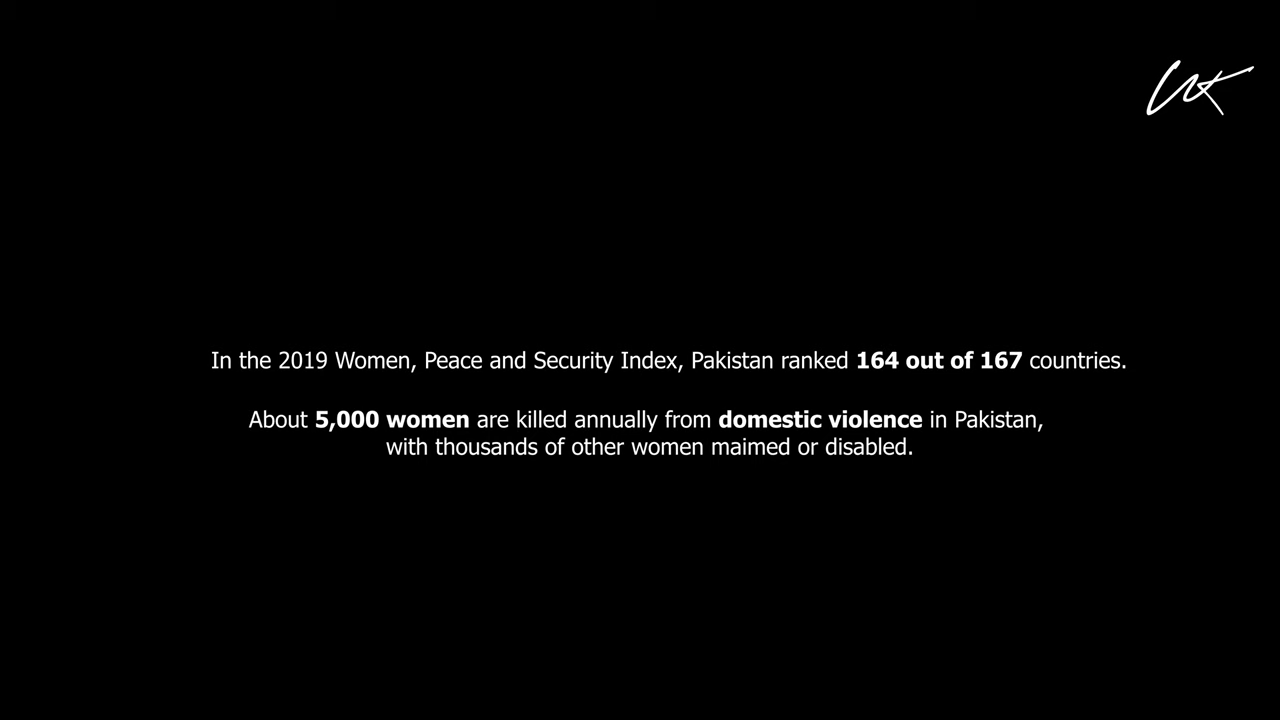 In the 2019 Women, Peace and Security Index, Pakistan ranked 164 out of 167 countries.
About 5,000 women are killed annually from domestic violence in Pakistan,
with thousands of other women maimed or disabled.